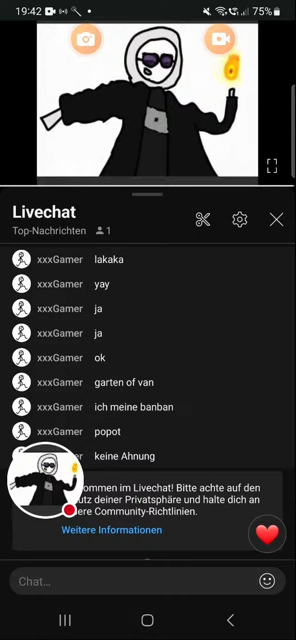 19:42
75%
Livechat
Top-Nachrichten 1
xxxGamer lakaka
xxxGamer yay
xxxGamer ja
xxxGamer ja
xxxGamer ok
xxxGamer garten of van
xxxGamer ich meine banban
xxxGamer popot
xxxGamer keine Ahnung
ommen im Livechat! Bitte achte auf den
utz deiner Privatsphäre und halte dich an
ere Community-Richtlinien.
Weitere Informationen
Chat...